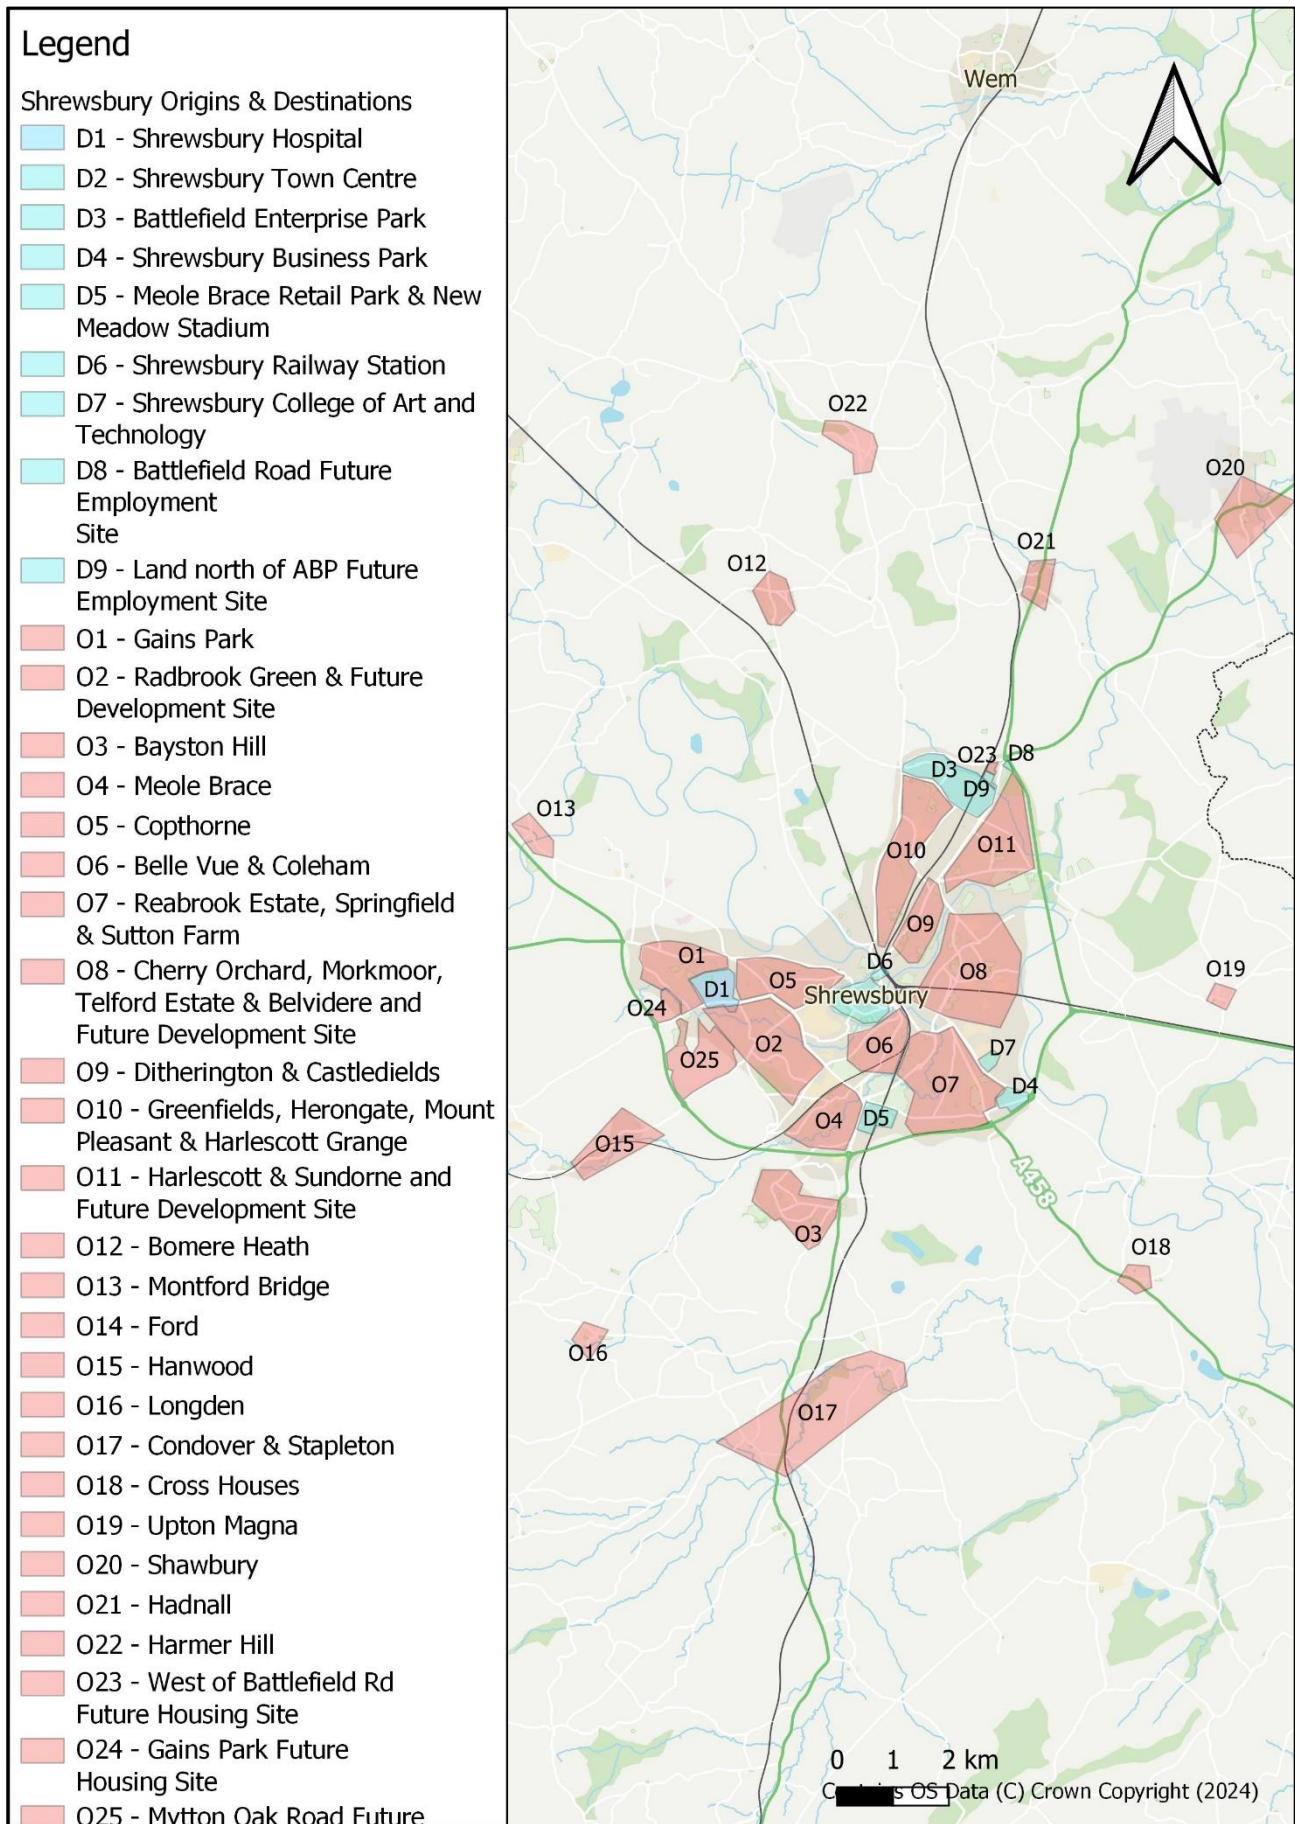 Legend
Shrewsbury Origins & Destinations
D1 - Shrewsbury Hospital
D2 - Shrewsbury Town Centre
D3 - Battlefield Enterprise Park
D4 - Shrewsbury Business Park
D5 - Meole Brace Retail Park & New
Meadow Stadium
D6 - Shrewsbury Railway Station
D7 - Shrewsbury College of Art and
Technology
D8 - Battlefield Road Future
Employment
Site
D9 - Land north of ABP Future
Employment Site
O1 - Gains Park
O2 - Radbrook Green & Future
Development Site
O3 - Bayston Hill
O4 - Meole Brace
O5 - Copthorne
O6 - Belle Vue & Coleham
O7 - Reabrook Estate, Springfield
& Sutton Farm
O8 - Cherry Orchard, Morkmoor,
Telford Estate & Belvidere and
Future Development Site
O9 - Ditherington & Castledields
O10 - Greenfields, Herongate, Mount
Pleasant & Harlescott Grange
O11 - Harlescott & Sundorne and
Future Development Site
O12 - Bomere Heath
O13 - Montford Bridge
O14 - Ford
O15 - Hanwood
O16 - Longden
O17 - Condover & Stapleton
O18 - Cross Houses
O19 - Upton Magna
O20 - Shawbury
O21 - Hadnall
O22 - Harmer Hill
O23 - West of Battlefield Rd
Future Housing Site
O24 - Gains Park Future
Housing Site
O25 - Mytton Oak Road Future
Wem
O22
O20
O21
O12
O23
D8
D3
D9
O13
O10
O11
O9
O1
D6
O8
O5
O19
D1
Shrewsbury
O24
O2
O6
O25
D7
O7
D4
O4
D5
O15
A458
O3
O18
O16
O17
0 1 2 km
Contains OS Data (C) Crown Copyright (2024)